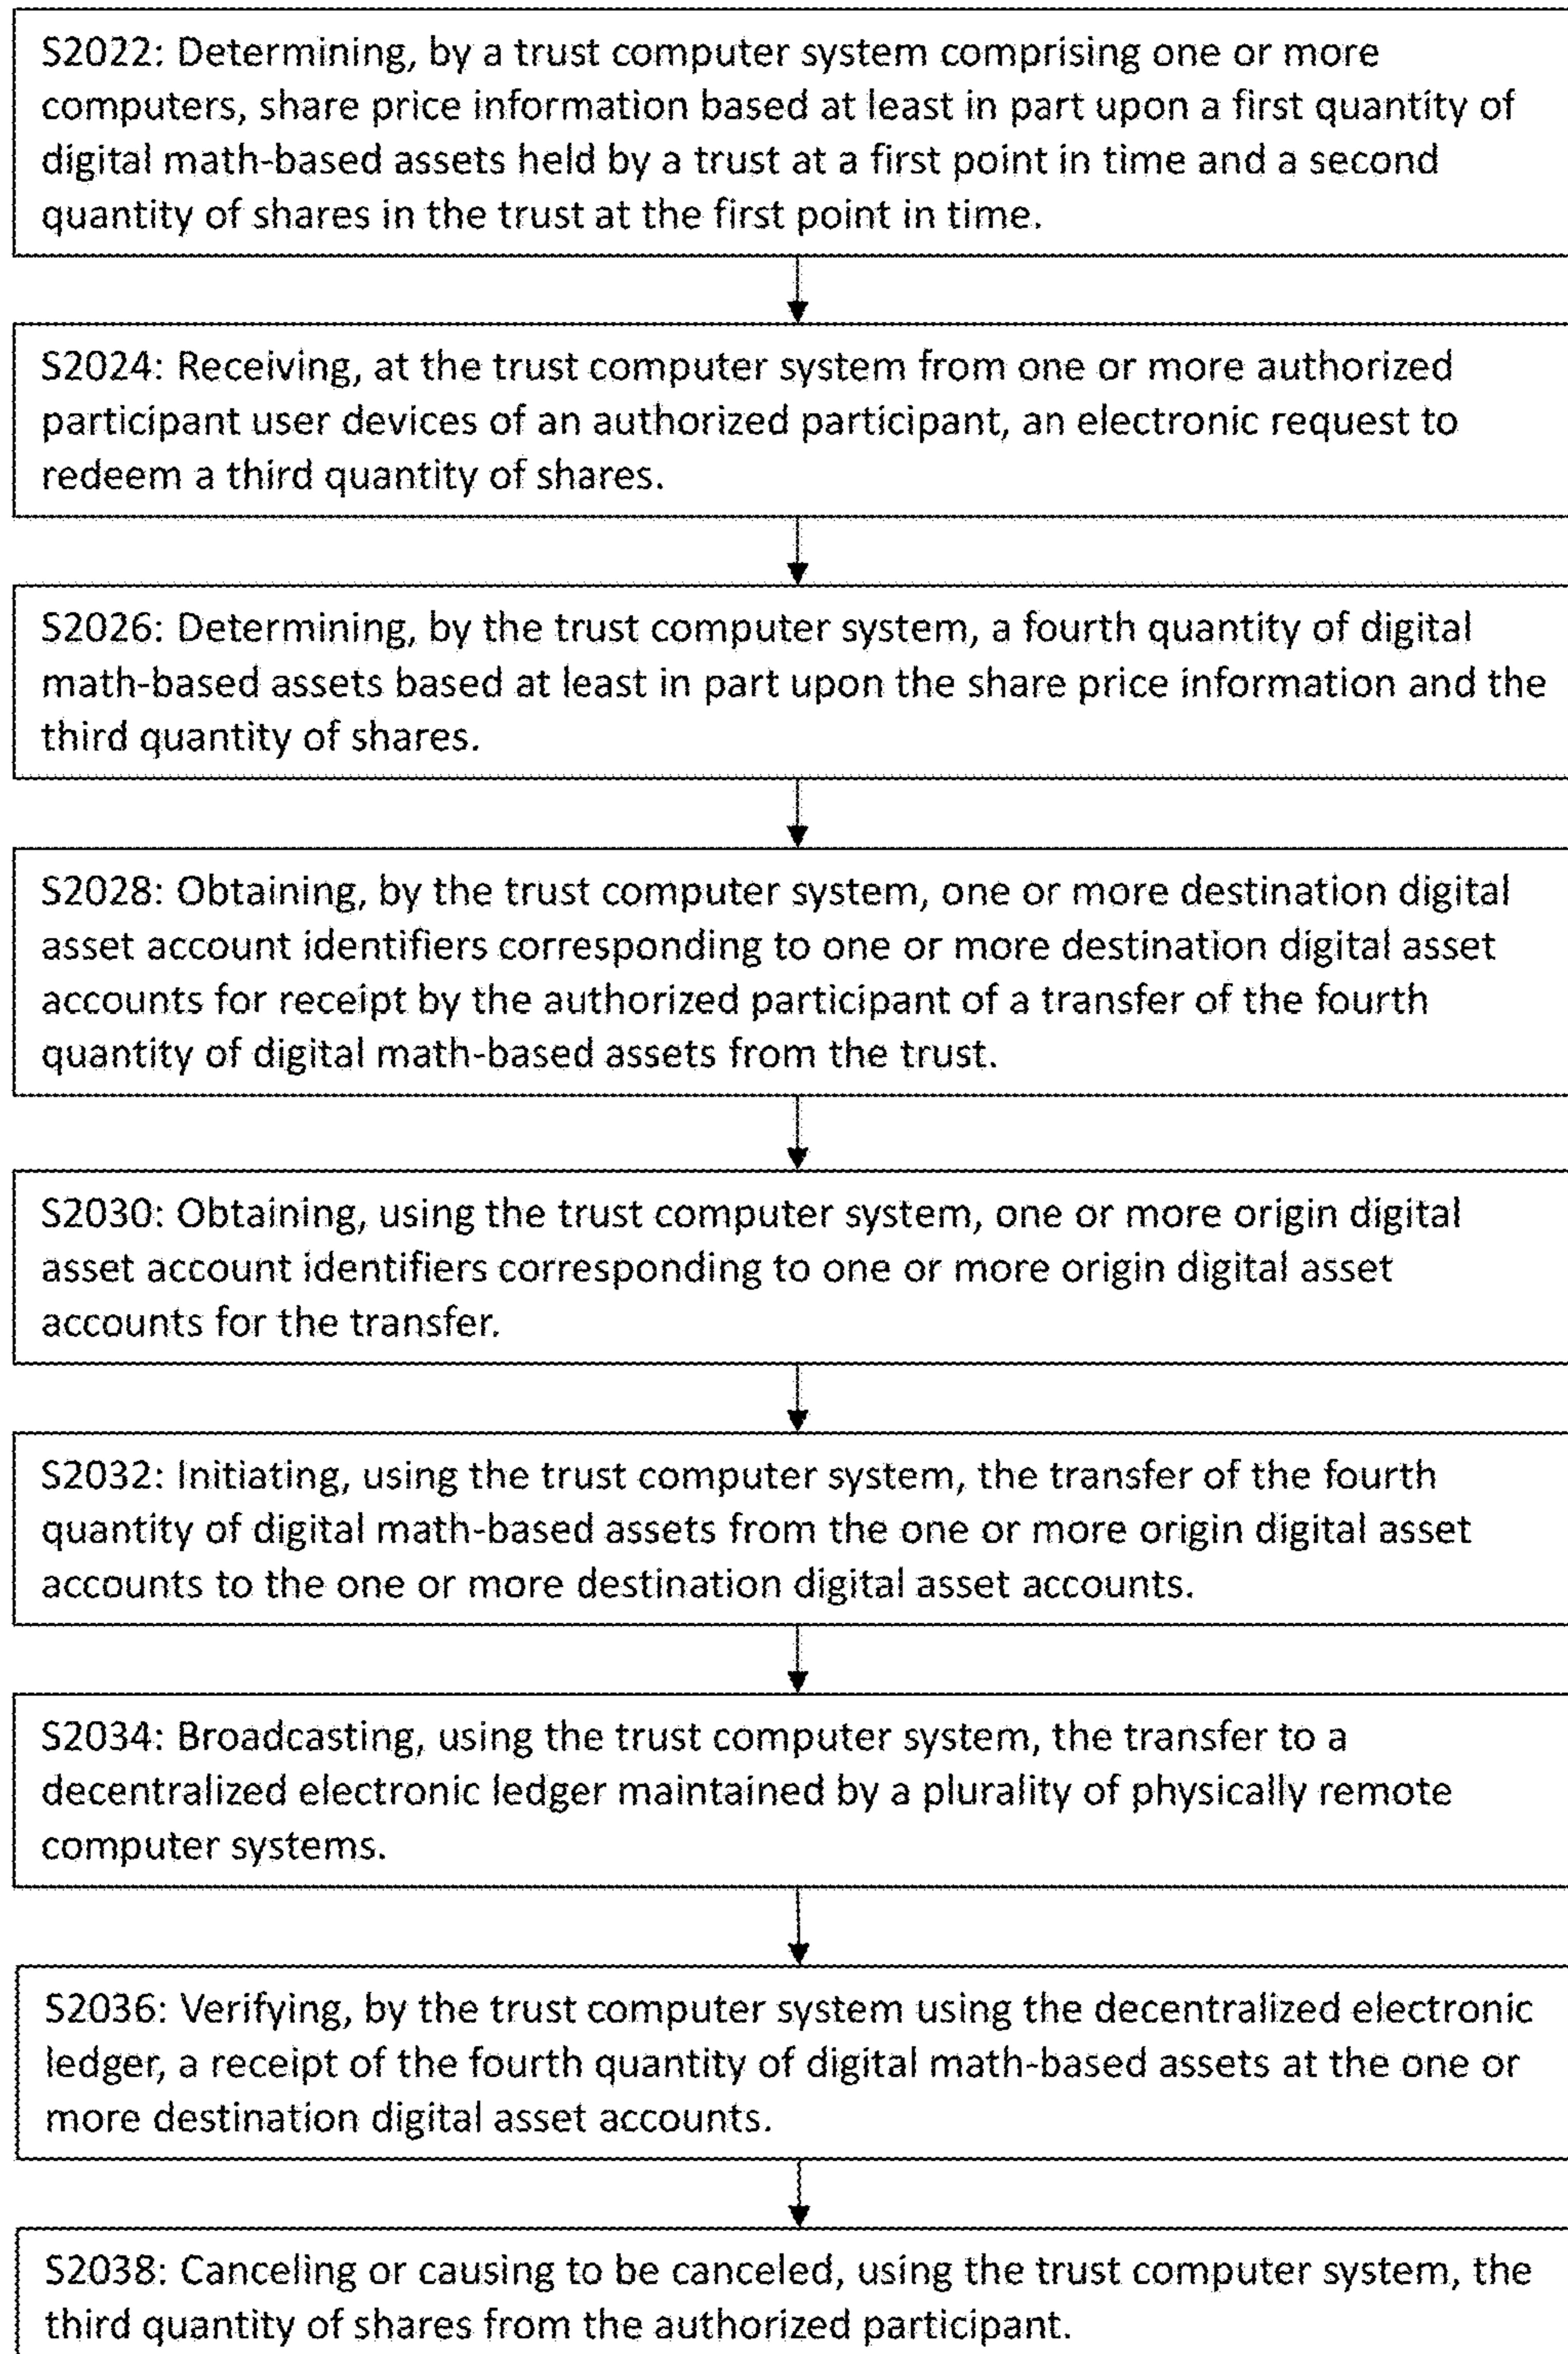 S2022: Determining, by a trust computer system comprising one or more
computers, share price information based at least in part upon a first quantity of
digital math-based assets held by a trust at a first point in time and a second
quantity of shares in the trust at the first point in time.
S2024: Receiving, at the trust computer system from one or more authorized
participant user devices of an authorized participant, an electronic request to
redeem a third quantity of shares.
S2026: Determining, by the trust computer system, a fourth quantity of digital
math-based assets based at least in part upon the share price information and the
third quantity of shares.
S2028: Obtaining, by the trust computer system, one or more destination digital
asset account identifiers corresponding to one or more destination digital asset
accounts for receipt by the authorized participant of a transfer of the fourth
quantity of digital math-based assets from the trust.
S2030: Obtaining, using the trust computer system, one or more origin digital
asset account identifiers corresponding to one or more origin digital asset
accounts for the transfer.
S2032: Initiating, using the trust computer system, the transfer of the fourth
quantity of digital math-based assets from the one or more origin digital asset
accounts to the one or more destination digital asset accounts.
S2034: Broadcasting, using the trust computer system, the transfer to a
decentralized electronic ledger maintained by a plurality of physically remote
computer systems.
S2036: Verifying, by the trust computer system using the decentralized electronic
ledger, a receipt of the fourth quantity of digital math-based assets at the one or
more destination digital asset accounts.
S2038: Canceling or causing to be canceled, using the trust computer system, the
third quantity of shares from the authorized participant.